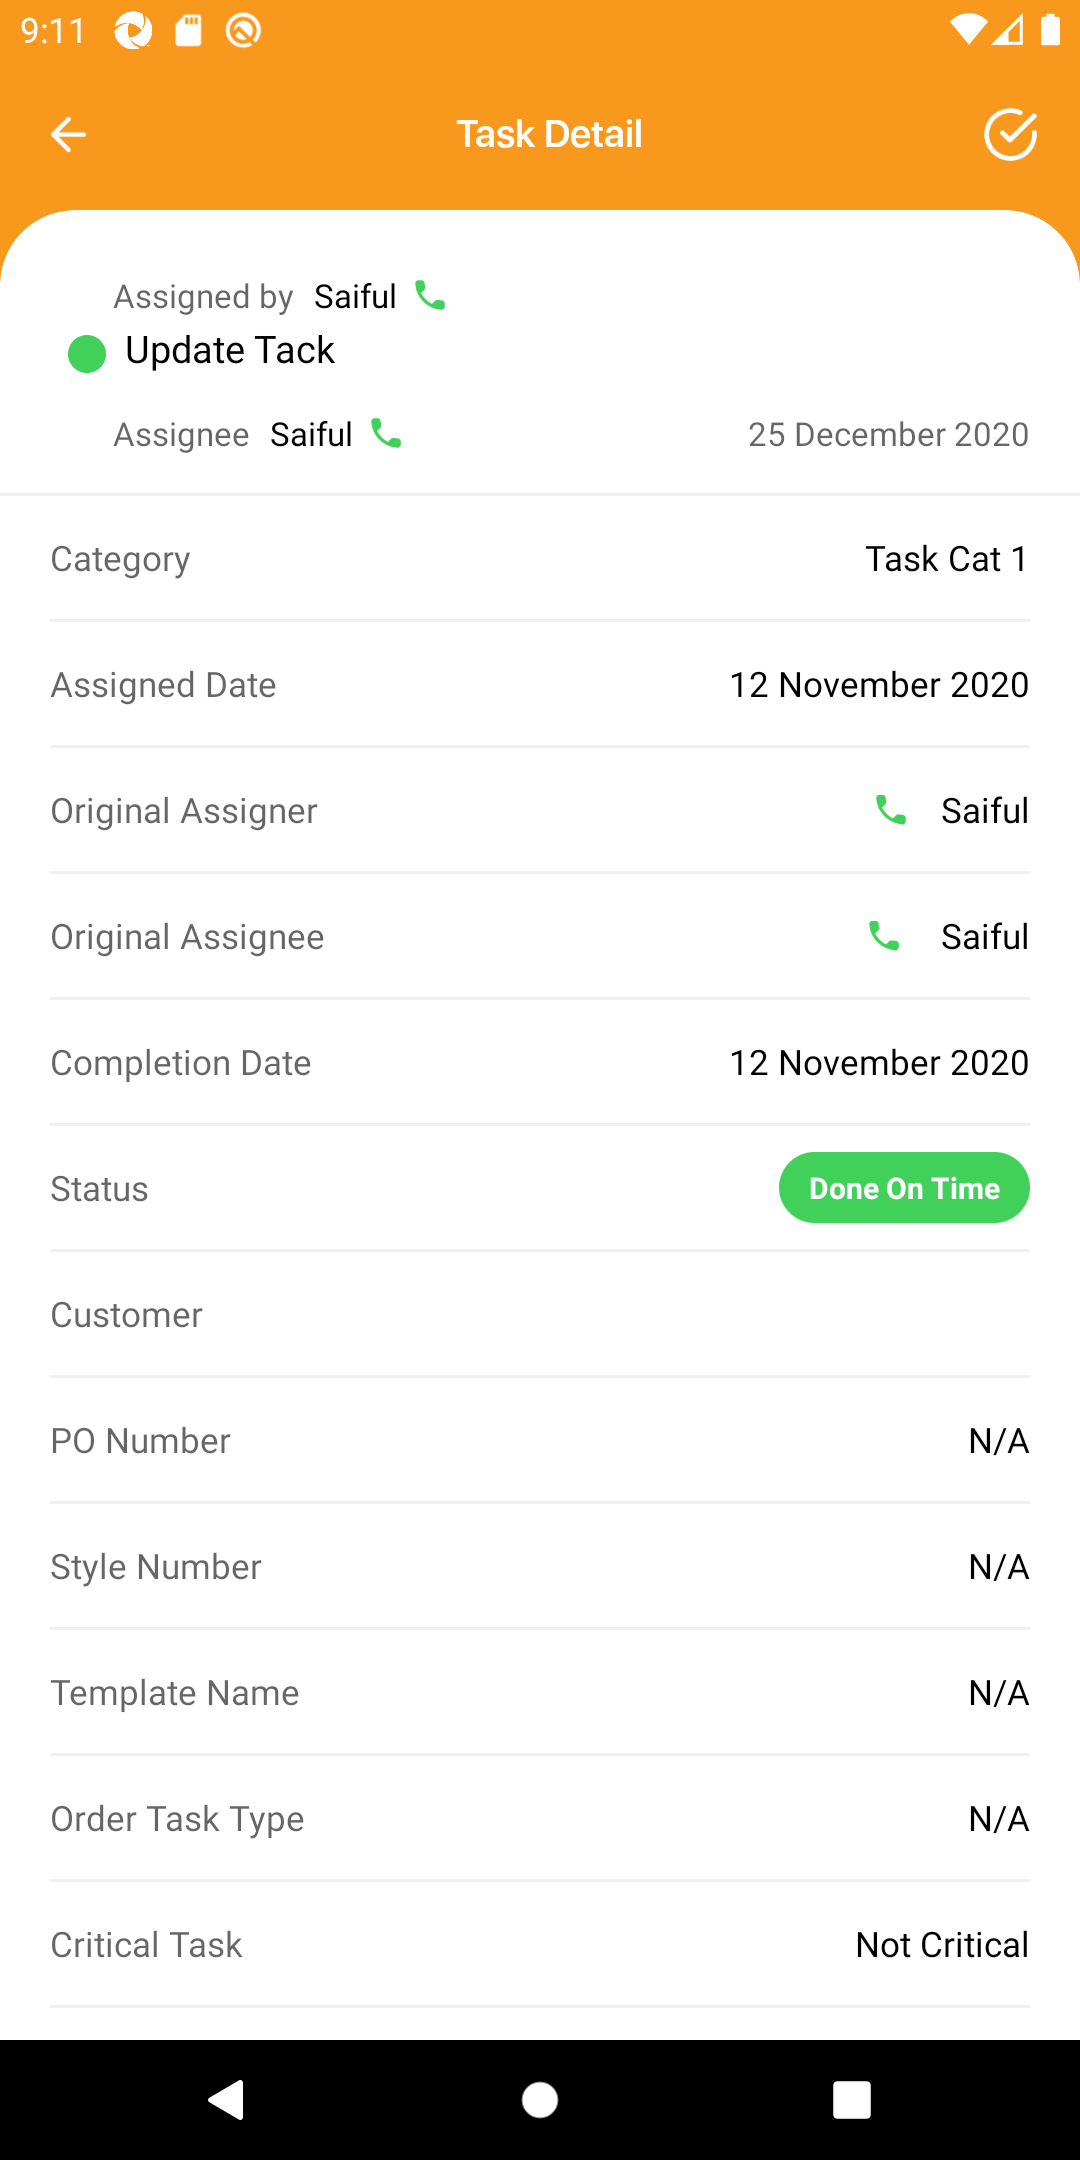 9:11
Task Detail
Assigned by Saiful
Update Tack
Assignee Saiful 25 December 2020
Category Task Cat 1
Assigned Date 12 November 2020
Original Assigner Saiful
Original Assignee Saiful
Completion Date 12 November 2020
Status Done On Time
Customer
PO Number N/A
Style Number N/A
Template Name N/A
Order Task Type N/A
Critical Task Not Critical